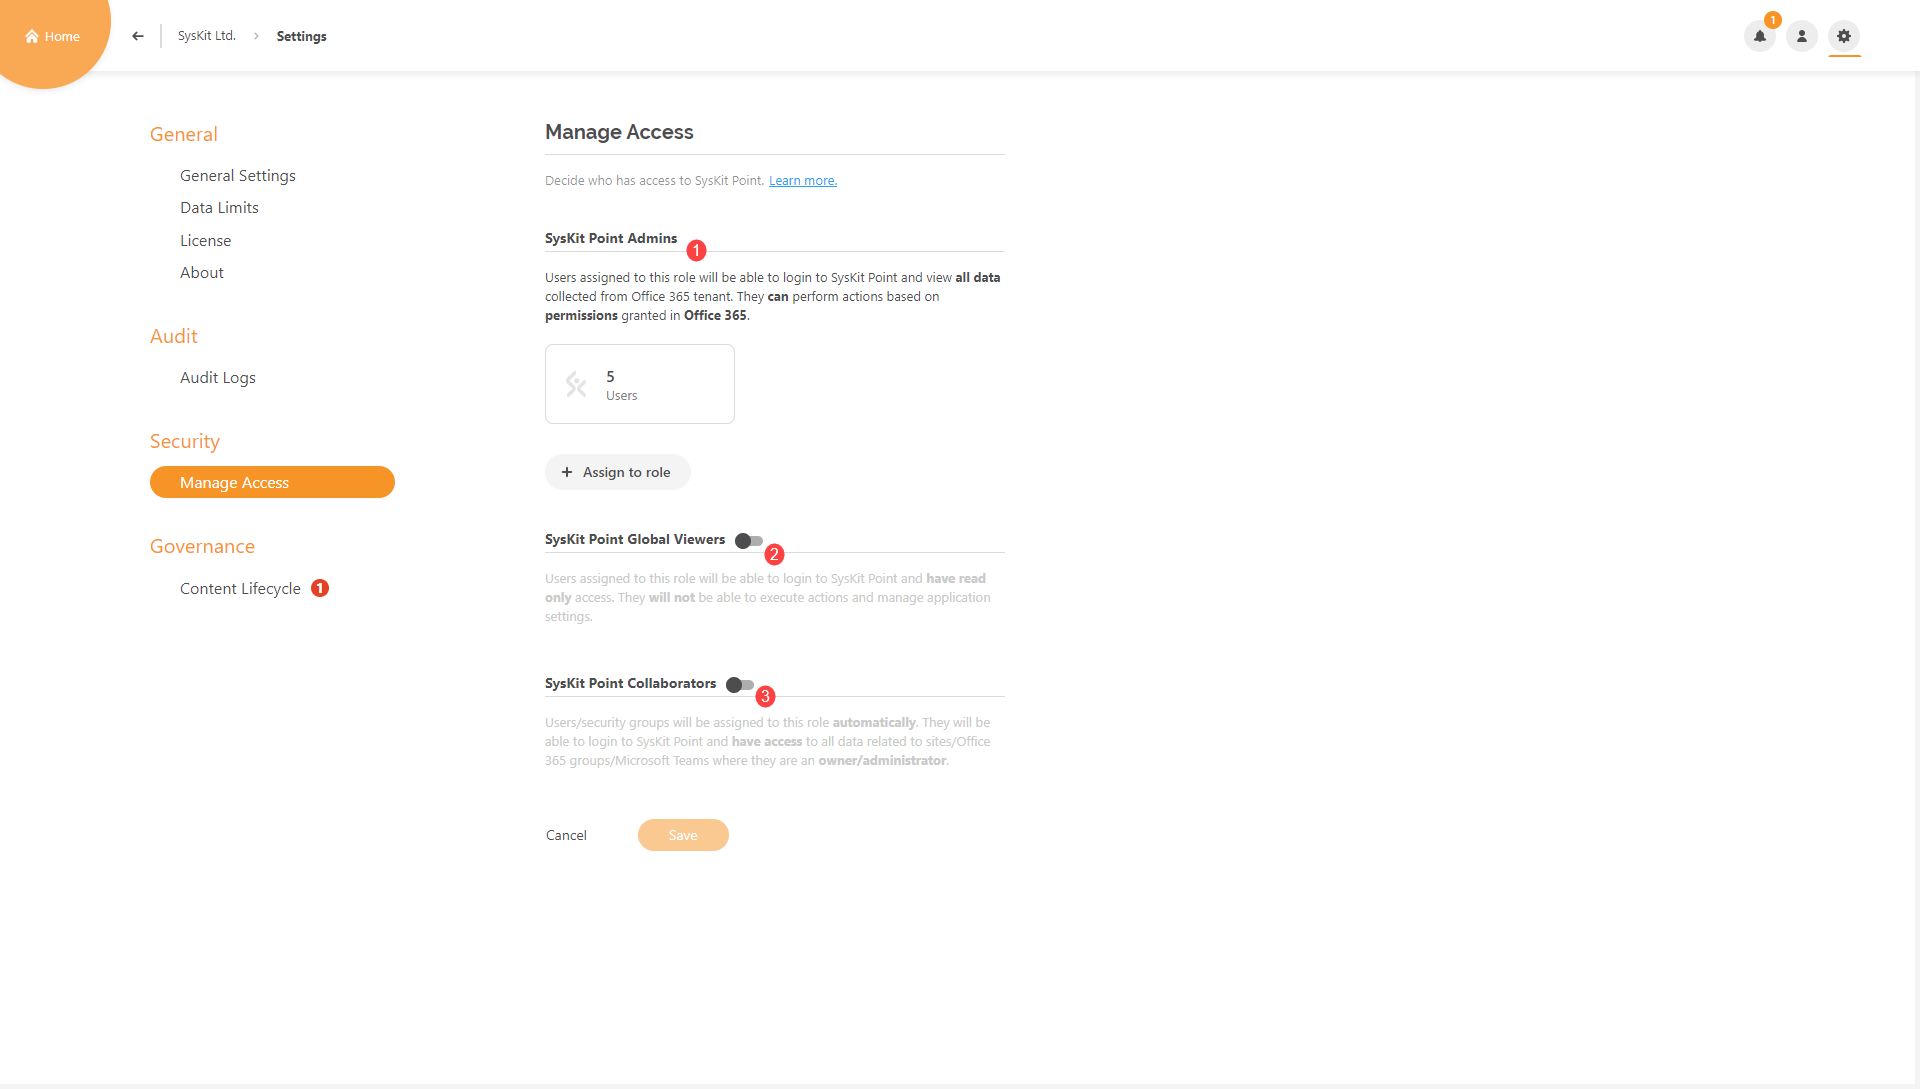 Home
SysKit Ltd. > Settings
1
General
General Settings
Data Limits
License
About
Audit
Audit Logs
Security
Manage Access
Governance
Content Lifecycle 1
Manage Access
Decide who has access to SysKit Point. Learn more.
SysKit Point Admins
1
Users assigned to this role will be able to login to SysKit Point and view all data
collected from Office 365 tenant. They can perform actions based on
permissions granted in Office 365.
5
Users
+ Assign to role
SysKit Point Global Viewers
2
Users assigned to this role will be able to login to SysKit Point and have read
only access. They will not be able to execute actions and manage application
settings.
SysKit Point Collaborators
3
Users/security groups will be assigned to this role automatically. They will be
able to login to SysKit Point and have access to all data related to sites/Office
365 groups/Microsoft Teams where they are an owner/administrator.
Cancel
Save